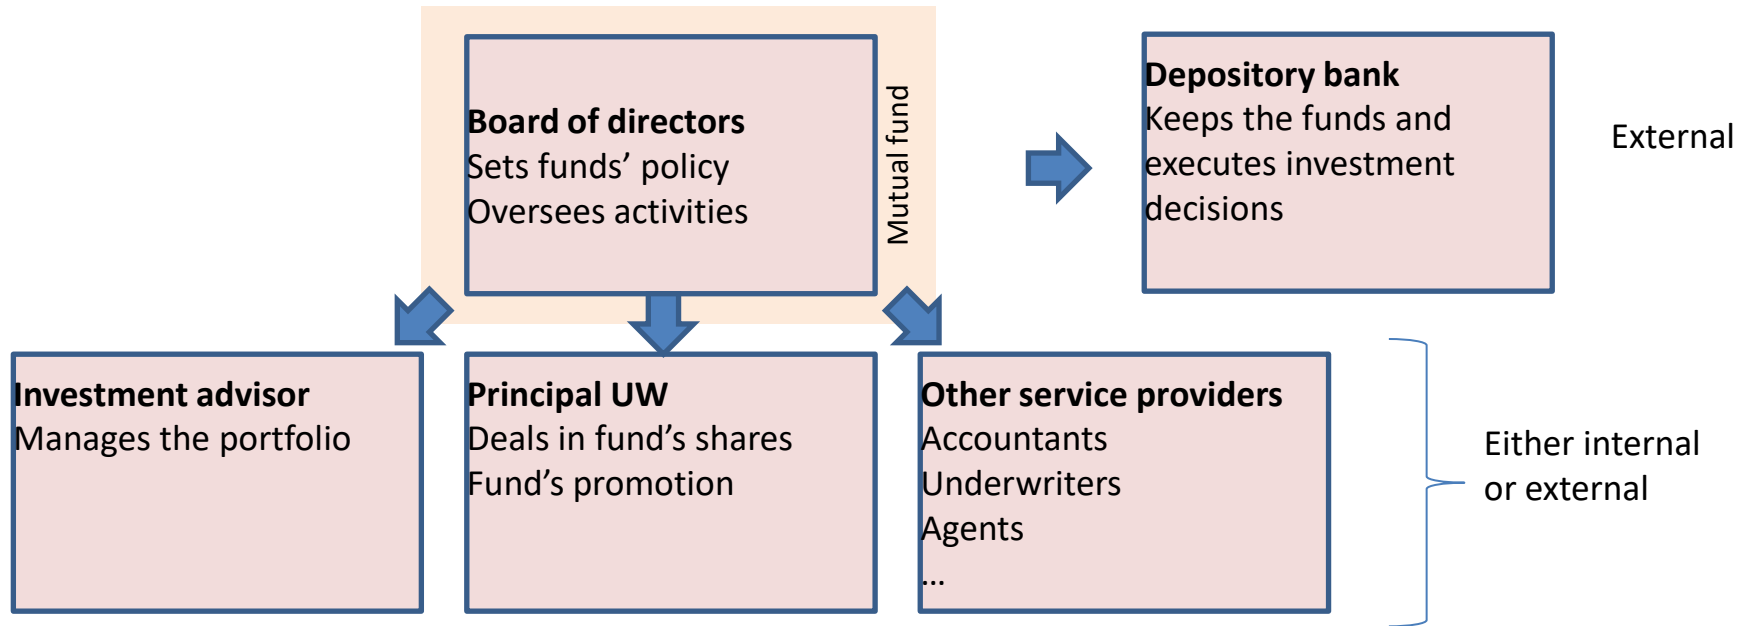 Board of directors
Sets funds’ policy
Oversees activities
Mutual fund
Depository bank
Keeps the funds and
executes investment
decisions
External
Investment advisor
Manages the portfolio
Principal UW
Deals in fund’s shares
Fund’s promotion
Other service providers
Accountants
Underwriters
Agents
…
Either internal
or external